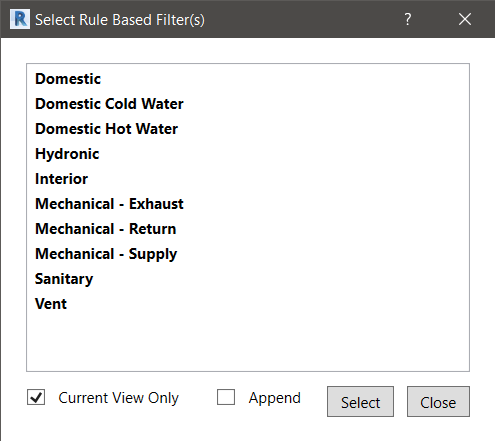 R Select Rule Based Filter(s) ?
Domestic
Domestic Cold Water
Domestic Hot Water
Hydronic
Interior
Mechanical - Exhaust
Mechanical - Return
Mechanical - Supply
Sanitary
Vent
Current View Only Append Select Close